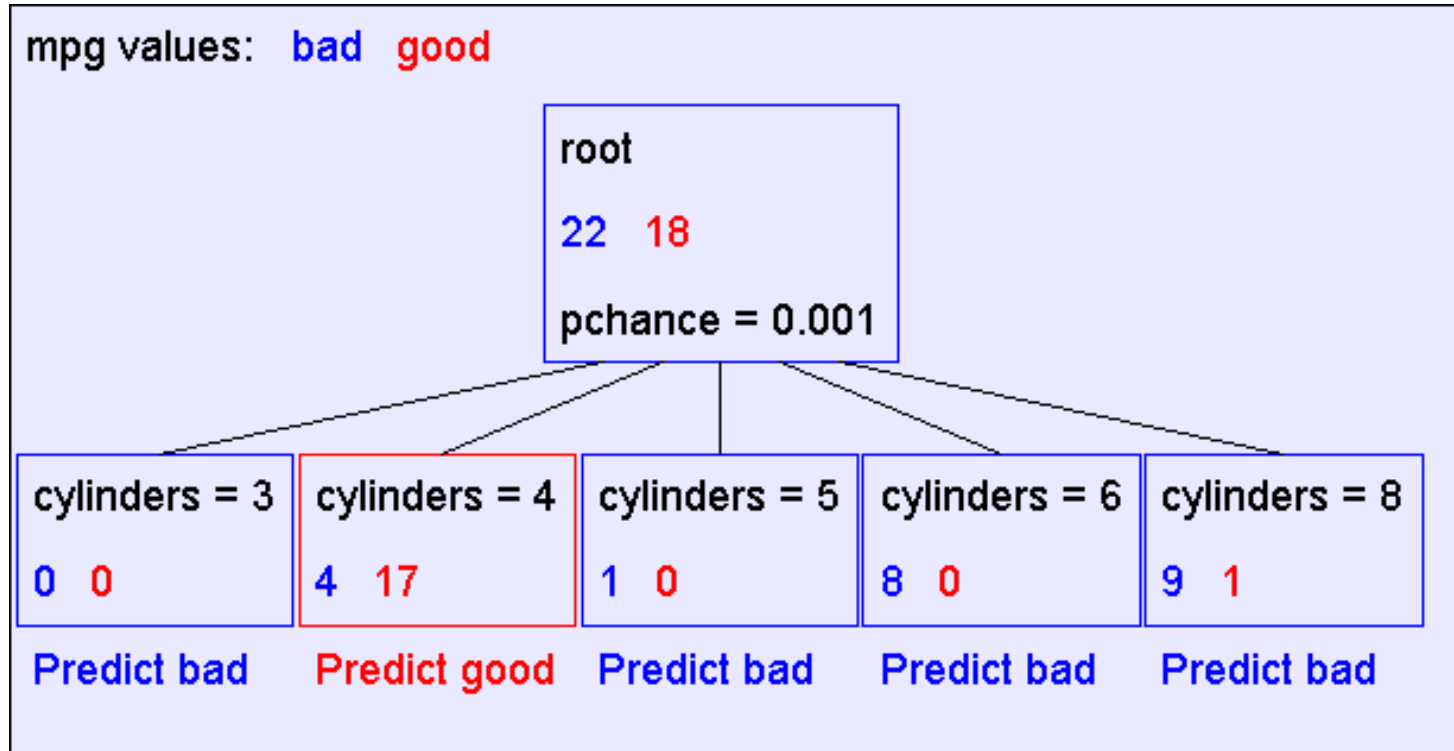 mpg values: bad good
root
22 18
pchance = 0.001
cylinders = 3 cylinders = 4 cylinders = 5 cylinders = 6 cylinders = 8
0 0 4 17 1 0 8 0 9 1
Predict bad Predict good Predict bad Predict bad Predict bad